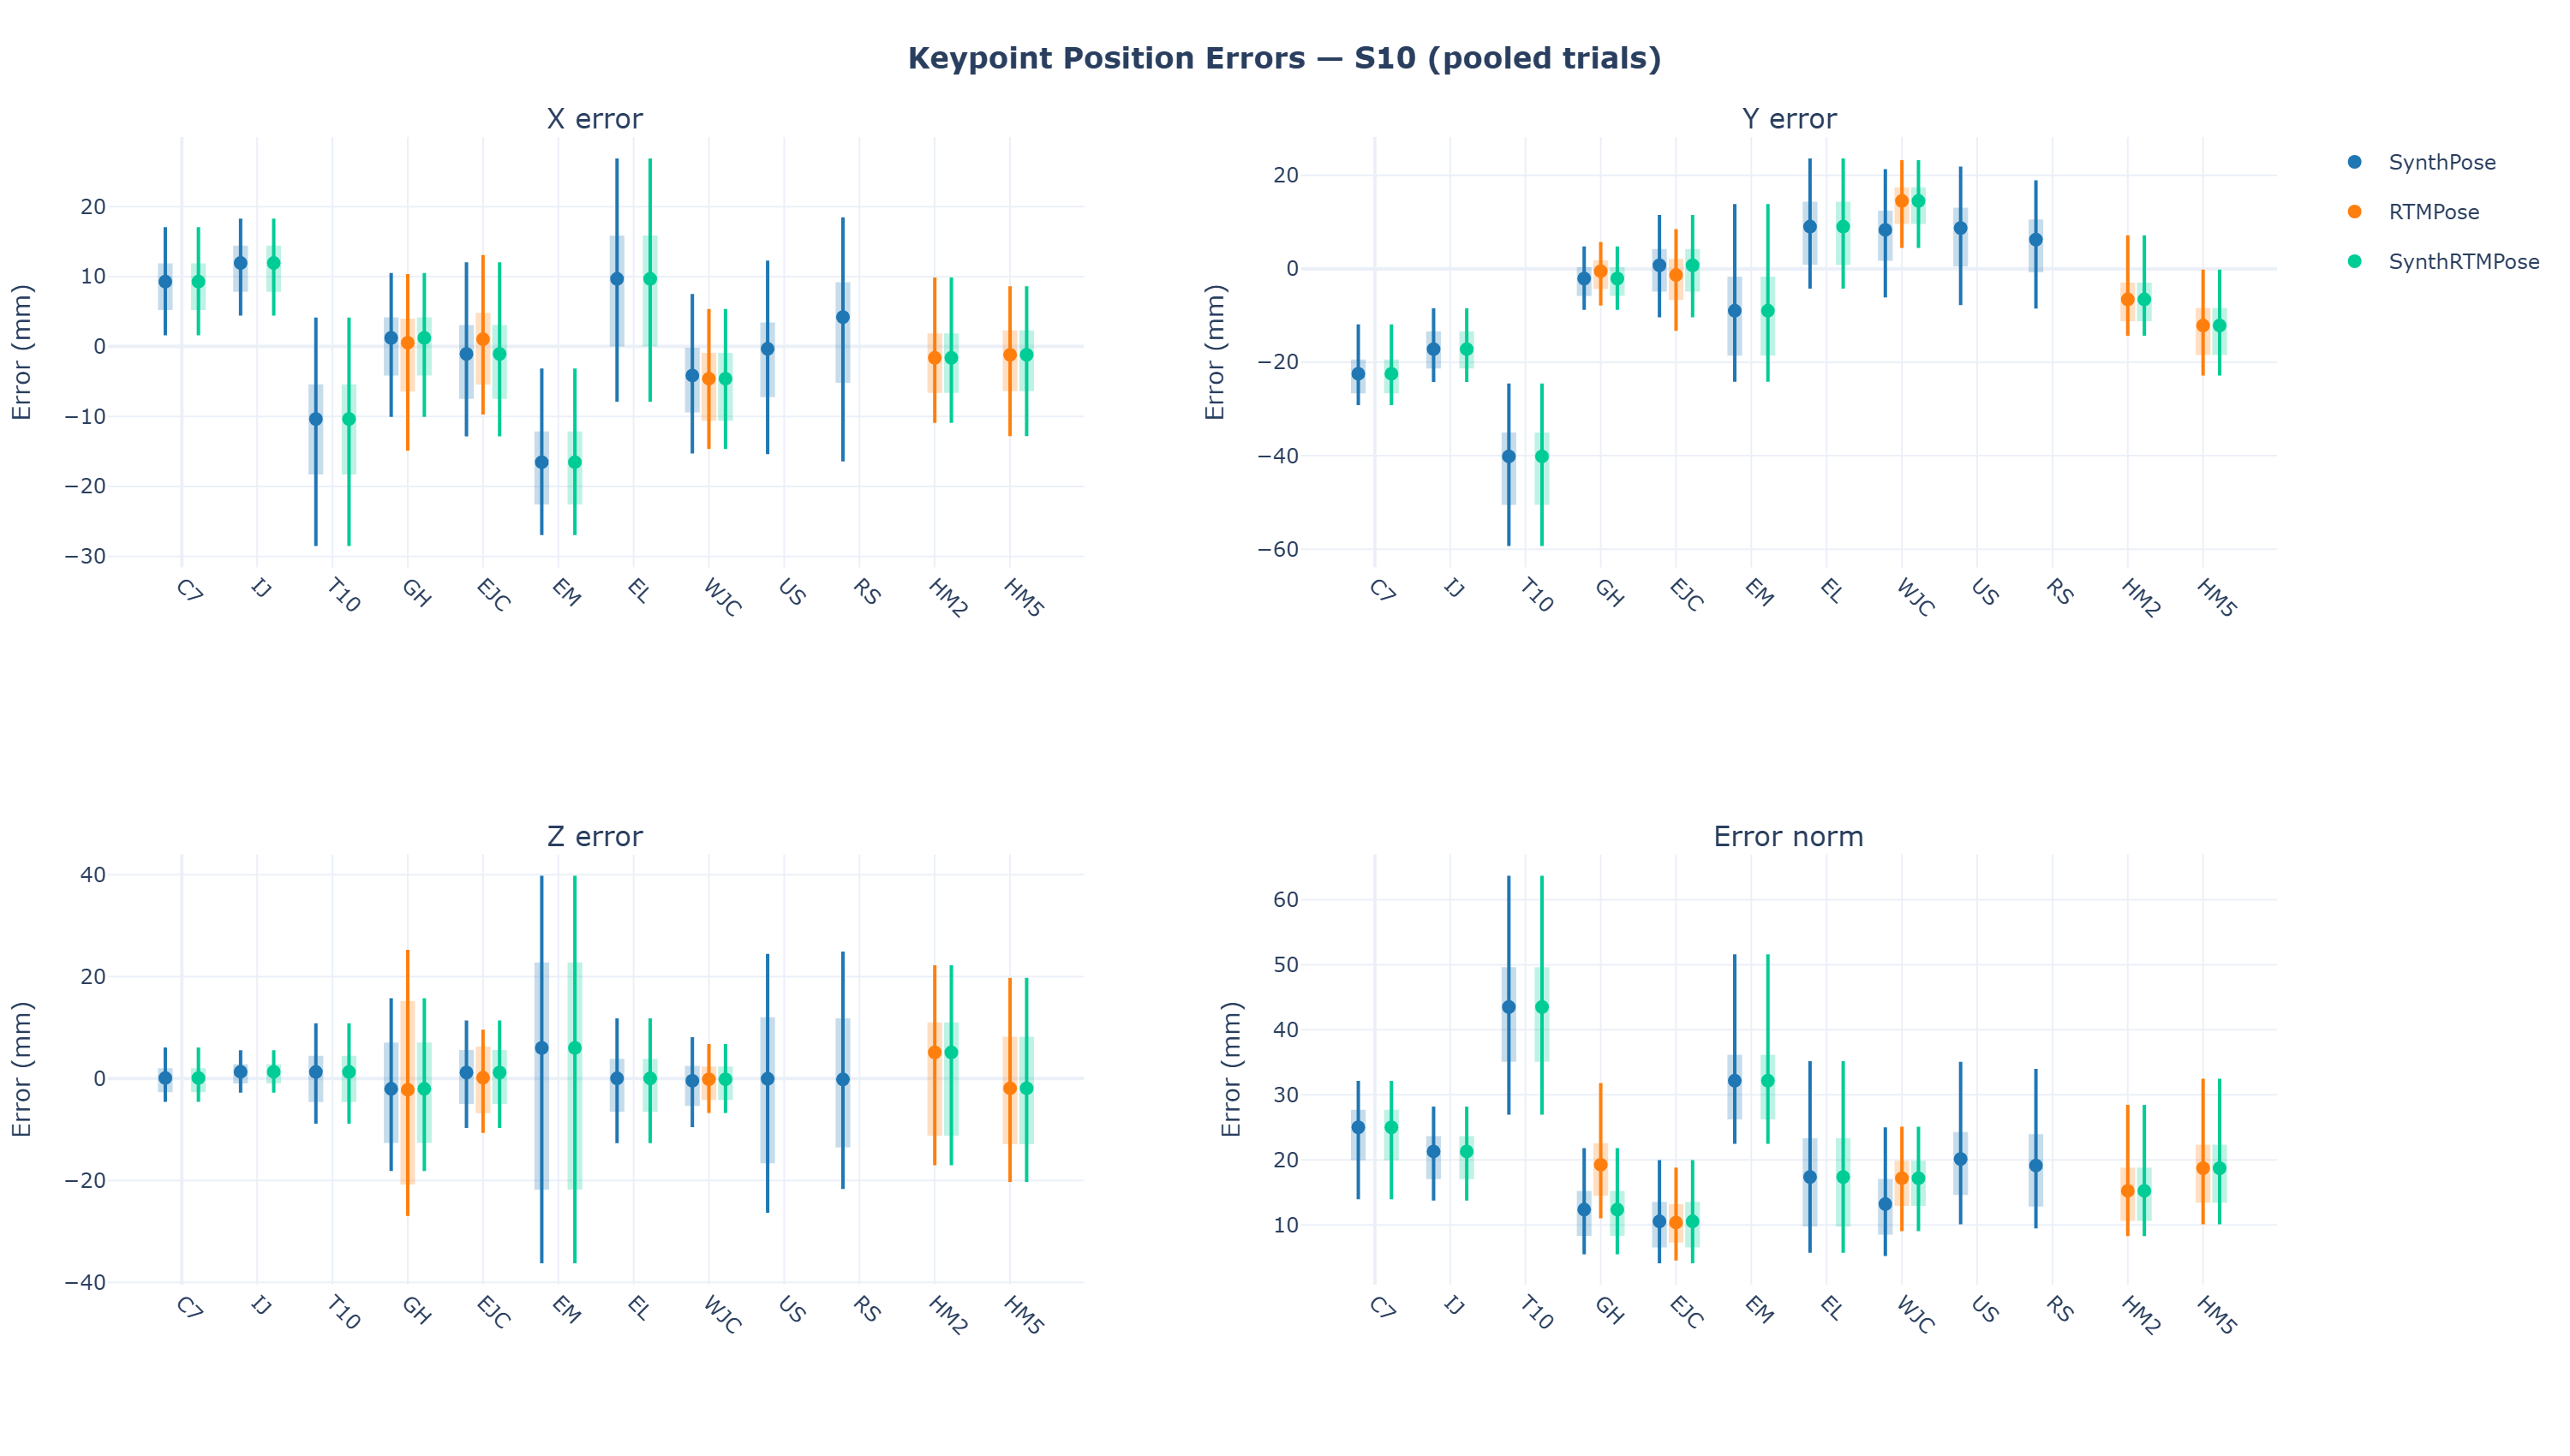 Keypoint Position Errors — S10 (pooled trials)
X error
Error (mm)
20
10
0
−10
−20
−30
C7 IJ T10 GH EJC EM EL WJC US RS HM2 HM5
Y error
Error (mm)
20
0
−20
−40
−60
C7 IJ T10 GH EJC EM EL WJC US RS HM2 HM5
SynthPose
RTMPose
SynthRTMPose
Z error
Error (mm)
40
20
0
−20
−40
C7 IJ T10 GH EJC EM EL WJC US RS HM2 HM5
Error norm
Error (mm)
60
50
40
30
20
10
C7 IJ T10 GH EJC EM EL WJC US RS HM2 HM5